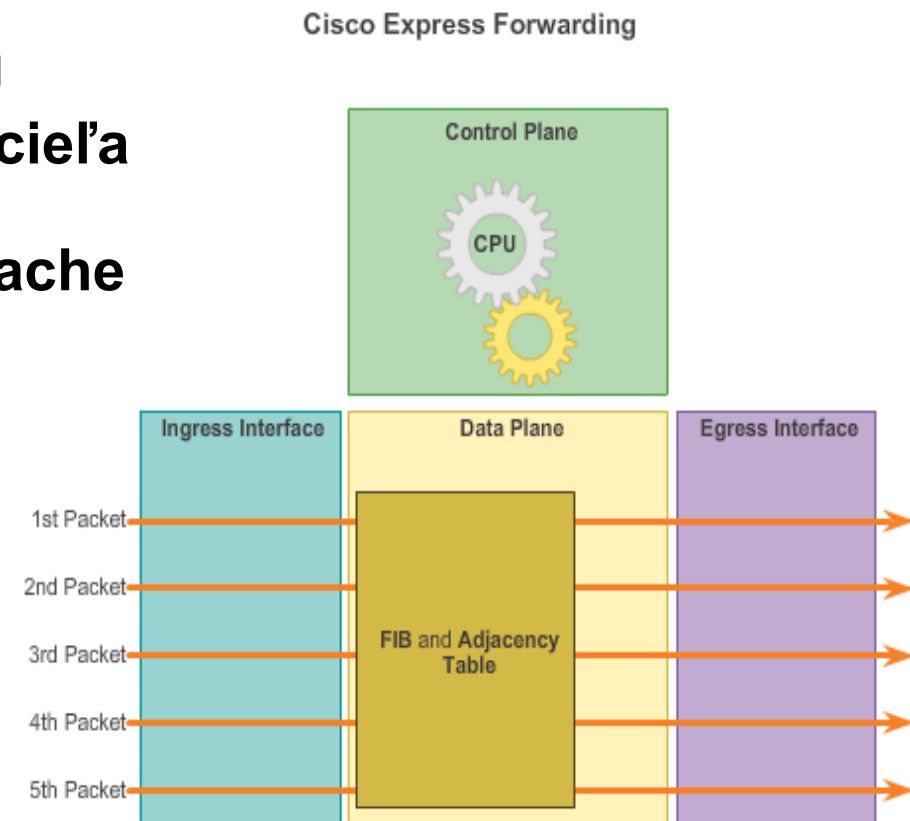 Cisco Express Forwarding
cieľa
ache
Control Plane
CPU
Ingress Interface
Data Plane
Egress Interface
1st Packet
2nd Packet
3rd Packet
4th Packet
5th Packet
FIB and Adjacency
Table